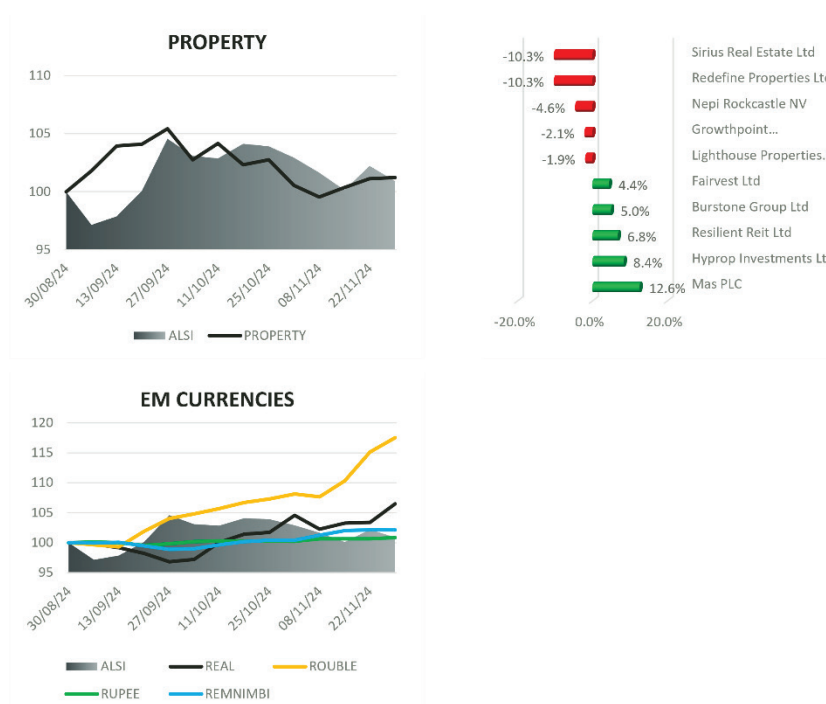 PROPERTY
110
105
100
95
30/08/24 13/09/24 27/09/24 11/10/24 25/10/24 08/11/24 22/11/24
ALSI PROPERTY
-10.3% Sirius Real Estate Ltd
-10.3% Redefine Properties Ltd
-4.6% Nepi Rockcastle NV
-2.1% Growthpoint...
-1.9% Lighthouse Properties.
4.4% Fairvest Ltd
5.0% Burstone Group Ltd
6.8% Resilient Reit Ltd
8.4% Hyprop Investments Lt
12.6% Mas PLC
-20.0% 0.0% 20.0%
EM CURRENCIES
120
115
110
105
100
95
30/08/24 13/09/24 27/09/24 11/10/24 25/10/24 08/11/24 22/11/24
ALSI REAL ROUBLE
RUPEE REMNIMBI